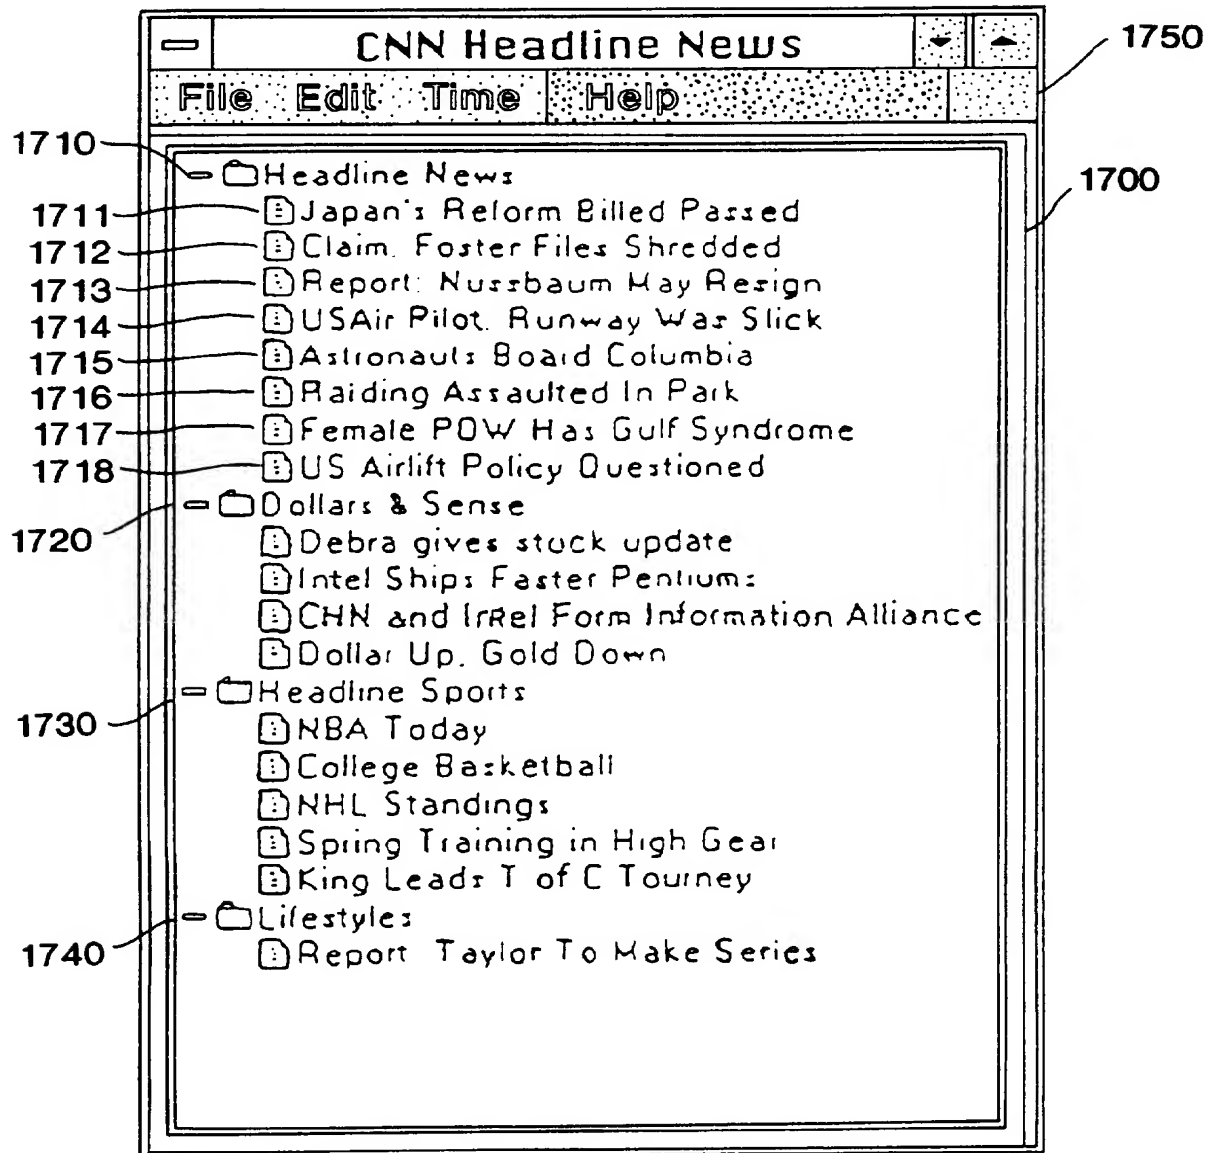 CNN Headline News
1750
File Edit Time Help
1710
Headline News
1700
1711 Japan's Reform Billed Passed
1712 Claim. Foster Files Shredded
1713 Report: Nussbaum May Resign
1714 USAir Pilot. Runway Was Slick
1715 Astronauts Board Columbia
1716 Raiding Assaulted In Park
1717 Female POW Has Gulf Syndrome
1718 US Airlift Policy Questioned
Dollars & Sense
1720
Debra gives stock update
Intel Ships Faster Pentiums
CHN and IrRel Form Information Alliance
Dollar Up. Gold Down
Headline Sports
1730
NBA Today
College Basketball
NHL Standings
Spring Training in High Gear
King Leads T of C Tourney
Lifestyles
1740
Report Taylor To Make Series